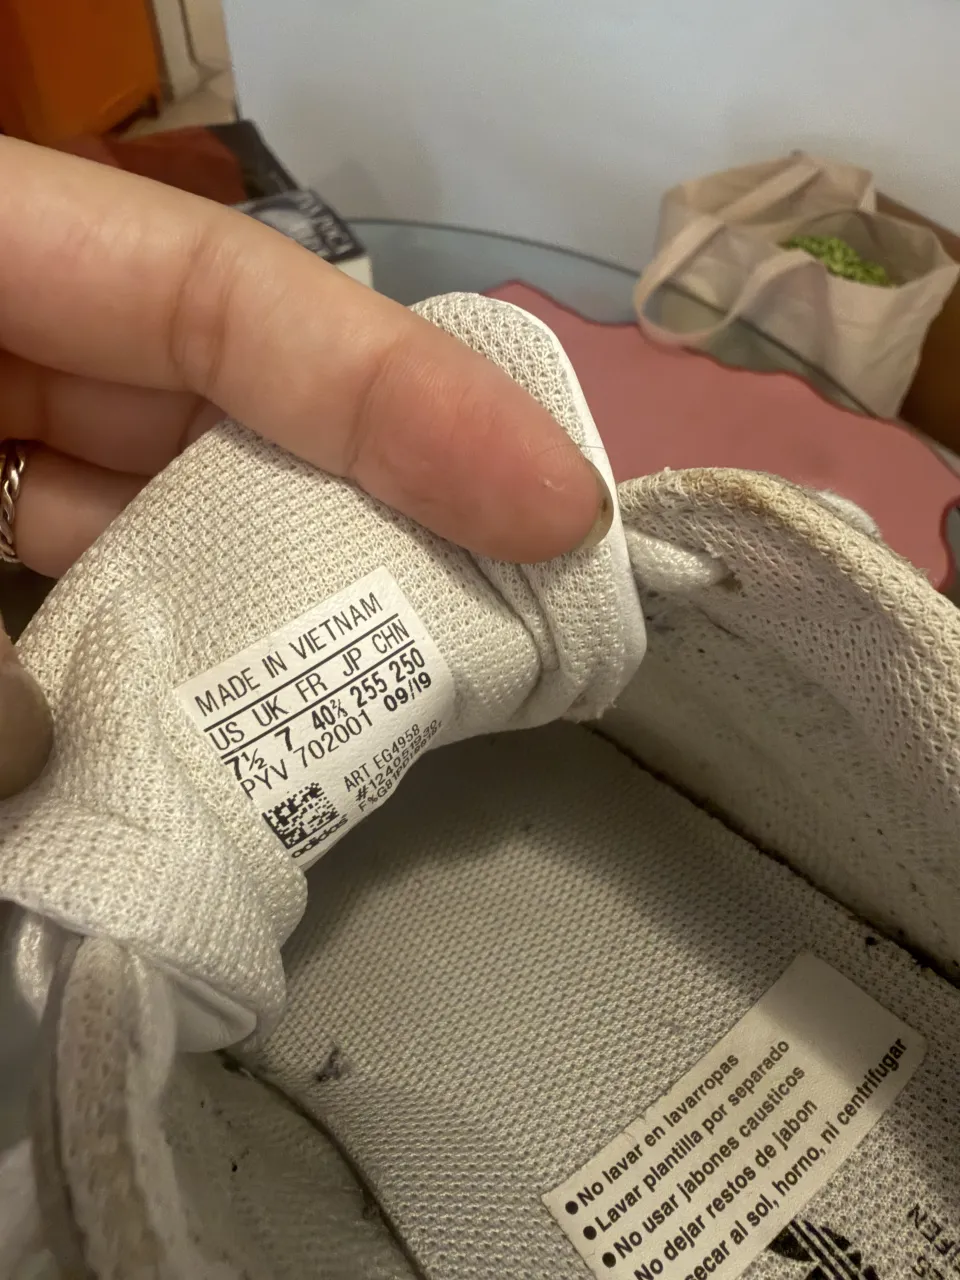 MADE IN VIETNAM
US UK FR JP CHN
7½ 7 40⅔ 255 250
PYV 702001 09/19
ART EG4958
adidas
●No lavar en lavarropas
●Lavar plantilla por separado
●No usar jabones causticos
No dejar restos de jabon
secar al sol, horno, ni centrifugar